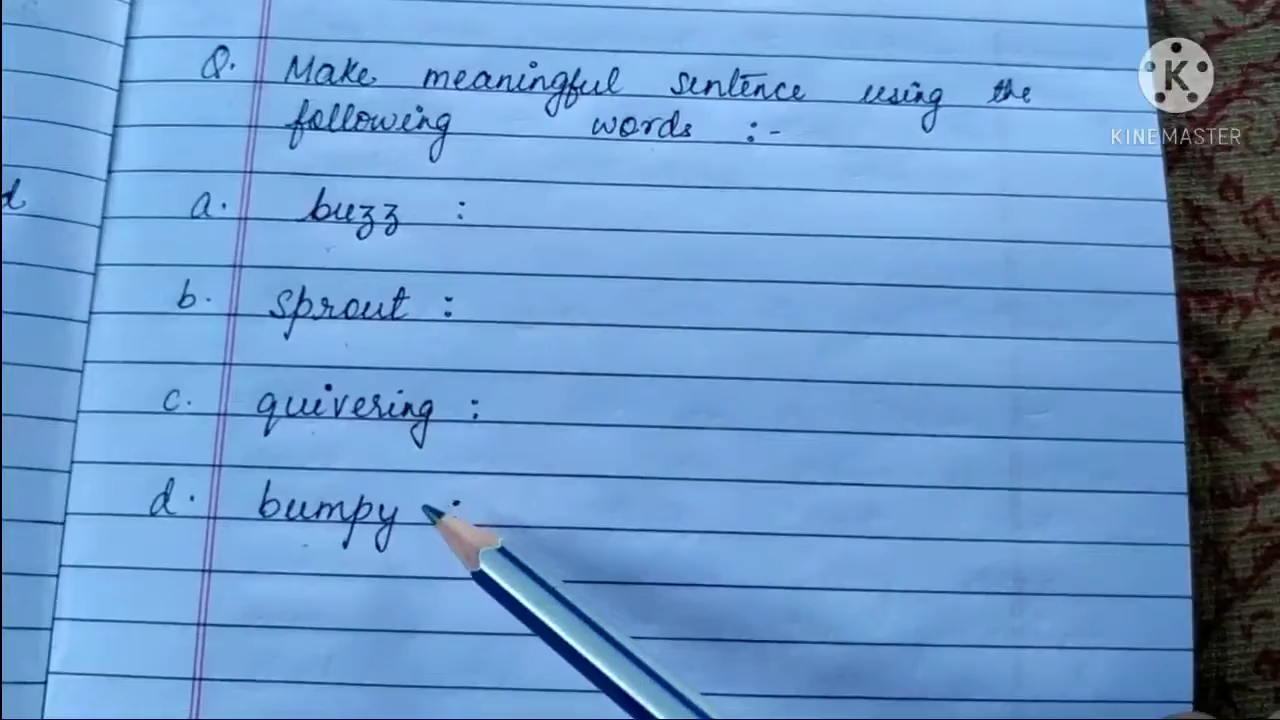 d
Q. Make meaningful sentence using the
following words :-
a. buzz :
b. sprout :
c. quivering :
d. bumpy :
K
KINEMASTER